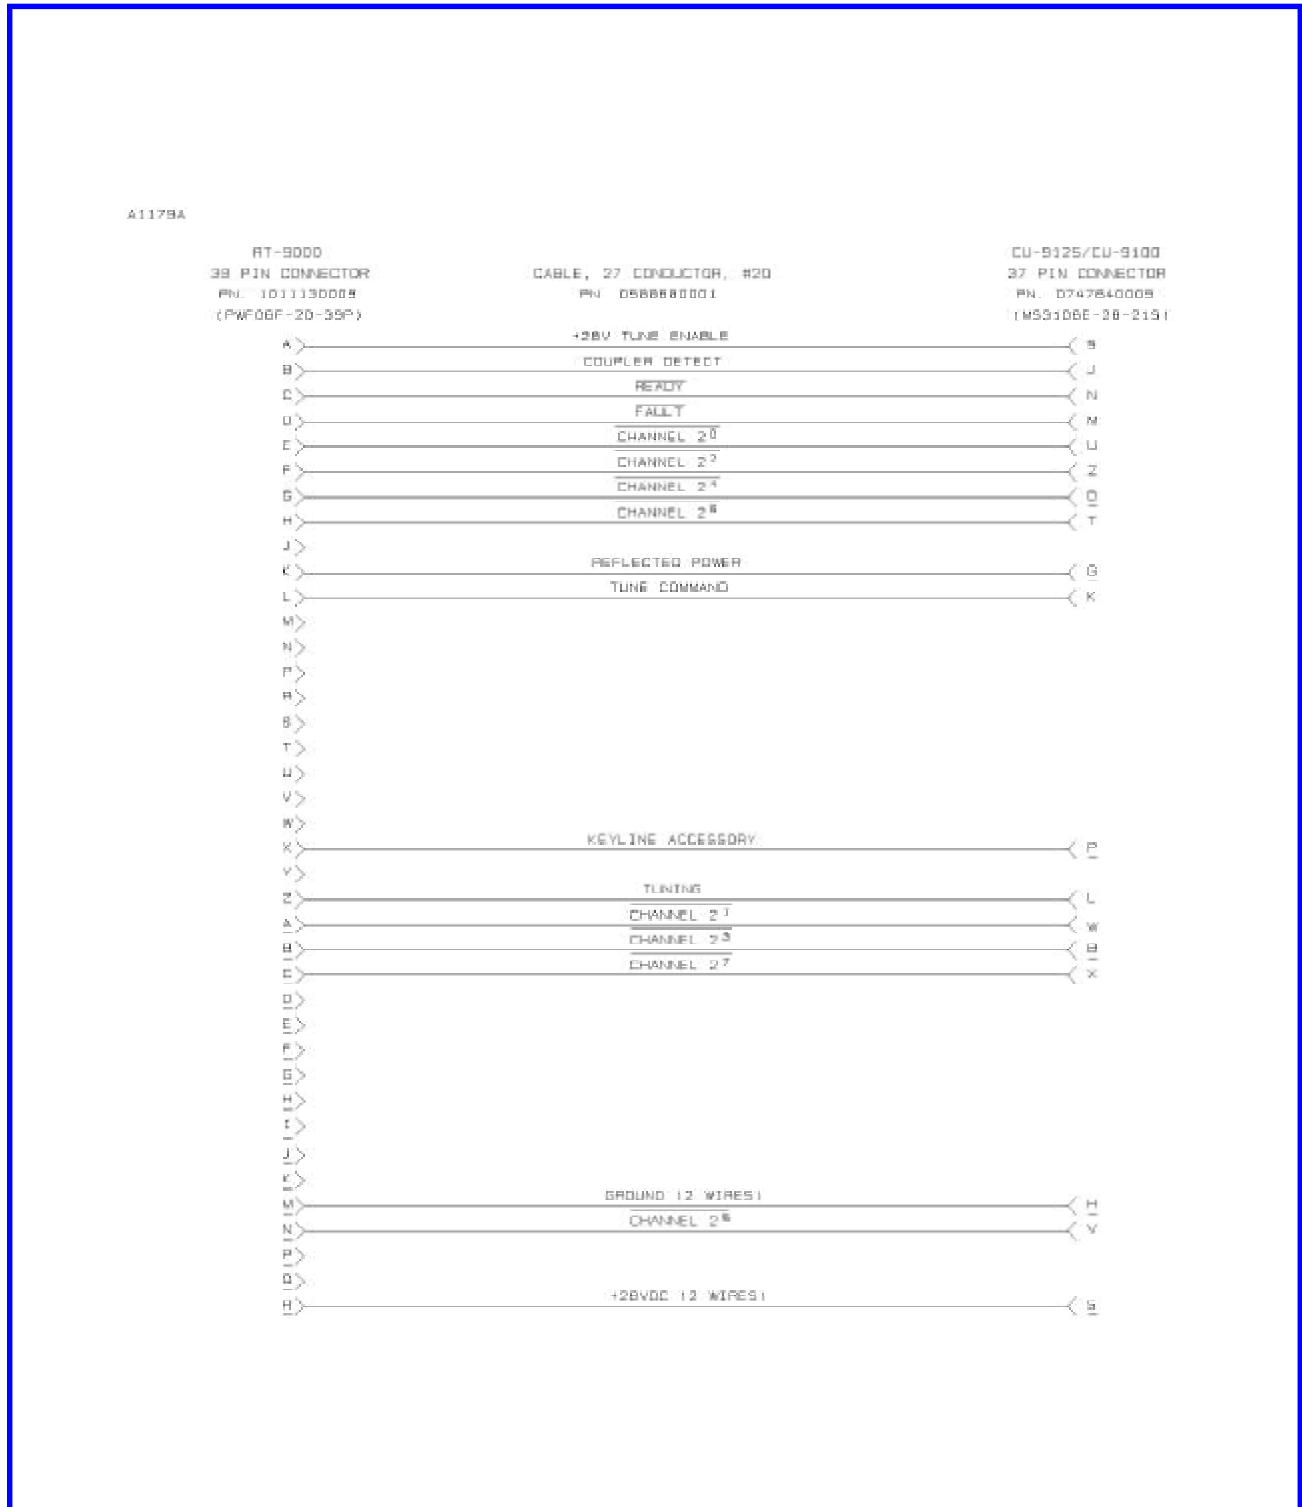 A1179A
RT-9000
CU-9125/CU-9100
39 PIN CONNECTOR
CABLE, 27 CONDUCTOR, #20
37 PIN CONNECTOR
PN. 1011130009
PN 0588880001
PN. 0747640009
(PWF06F-20-39P)
(MS3106E-28-21S)
A +28V TUNE ENABLE S
B COUPLER DETECT J
C READY N
D FAULT M
E CHANNEL 2⁰ U
F CHANNEL 2² Z
G CHANNEL 2⁴ D
H CHANNEL 2⁶ T
J
K REFLECTED POWER G
L TUNE COMMAND K
M
N
P
R
S
T
U
V
W
X KEYLINE ACCESSORY P
Y
Z TUNING L
A CHANNEL 2¹ W
B CHANNEL 2³ B
C CHANNEL 2⁷ X
D
E
F
G
H
I
J
K
M GROUND (2 WIRES) H
N CHANNEL 2⁵ V
P
Q
R +28VDC (2 WIRES) S